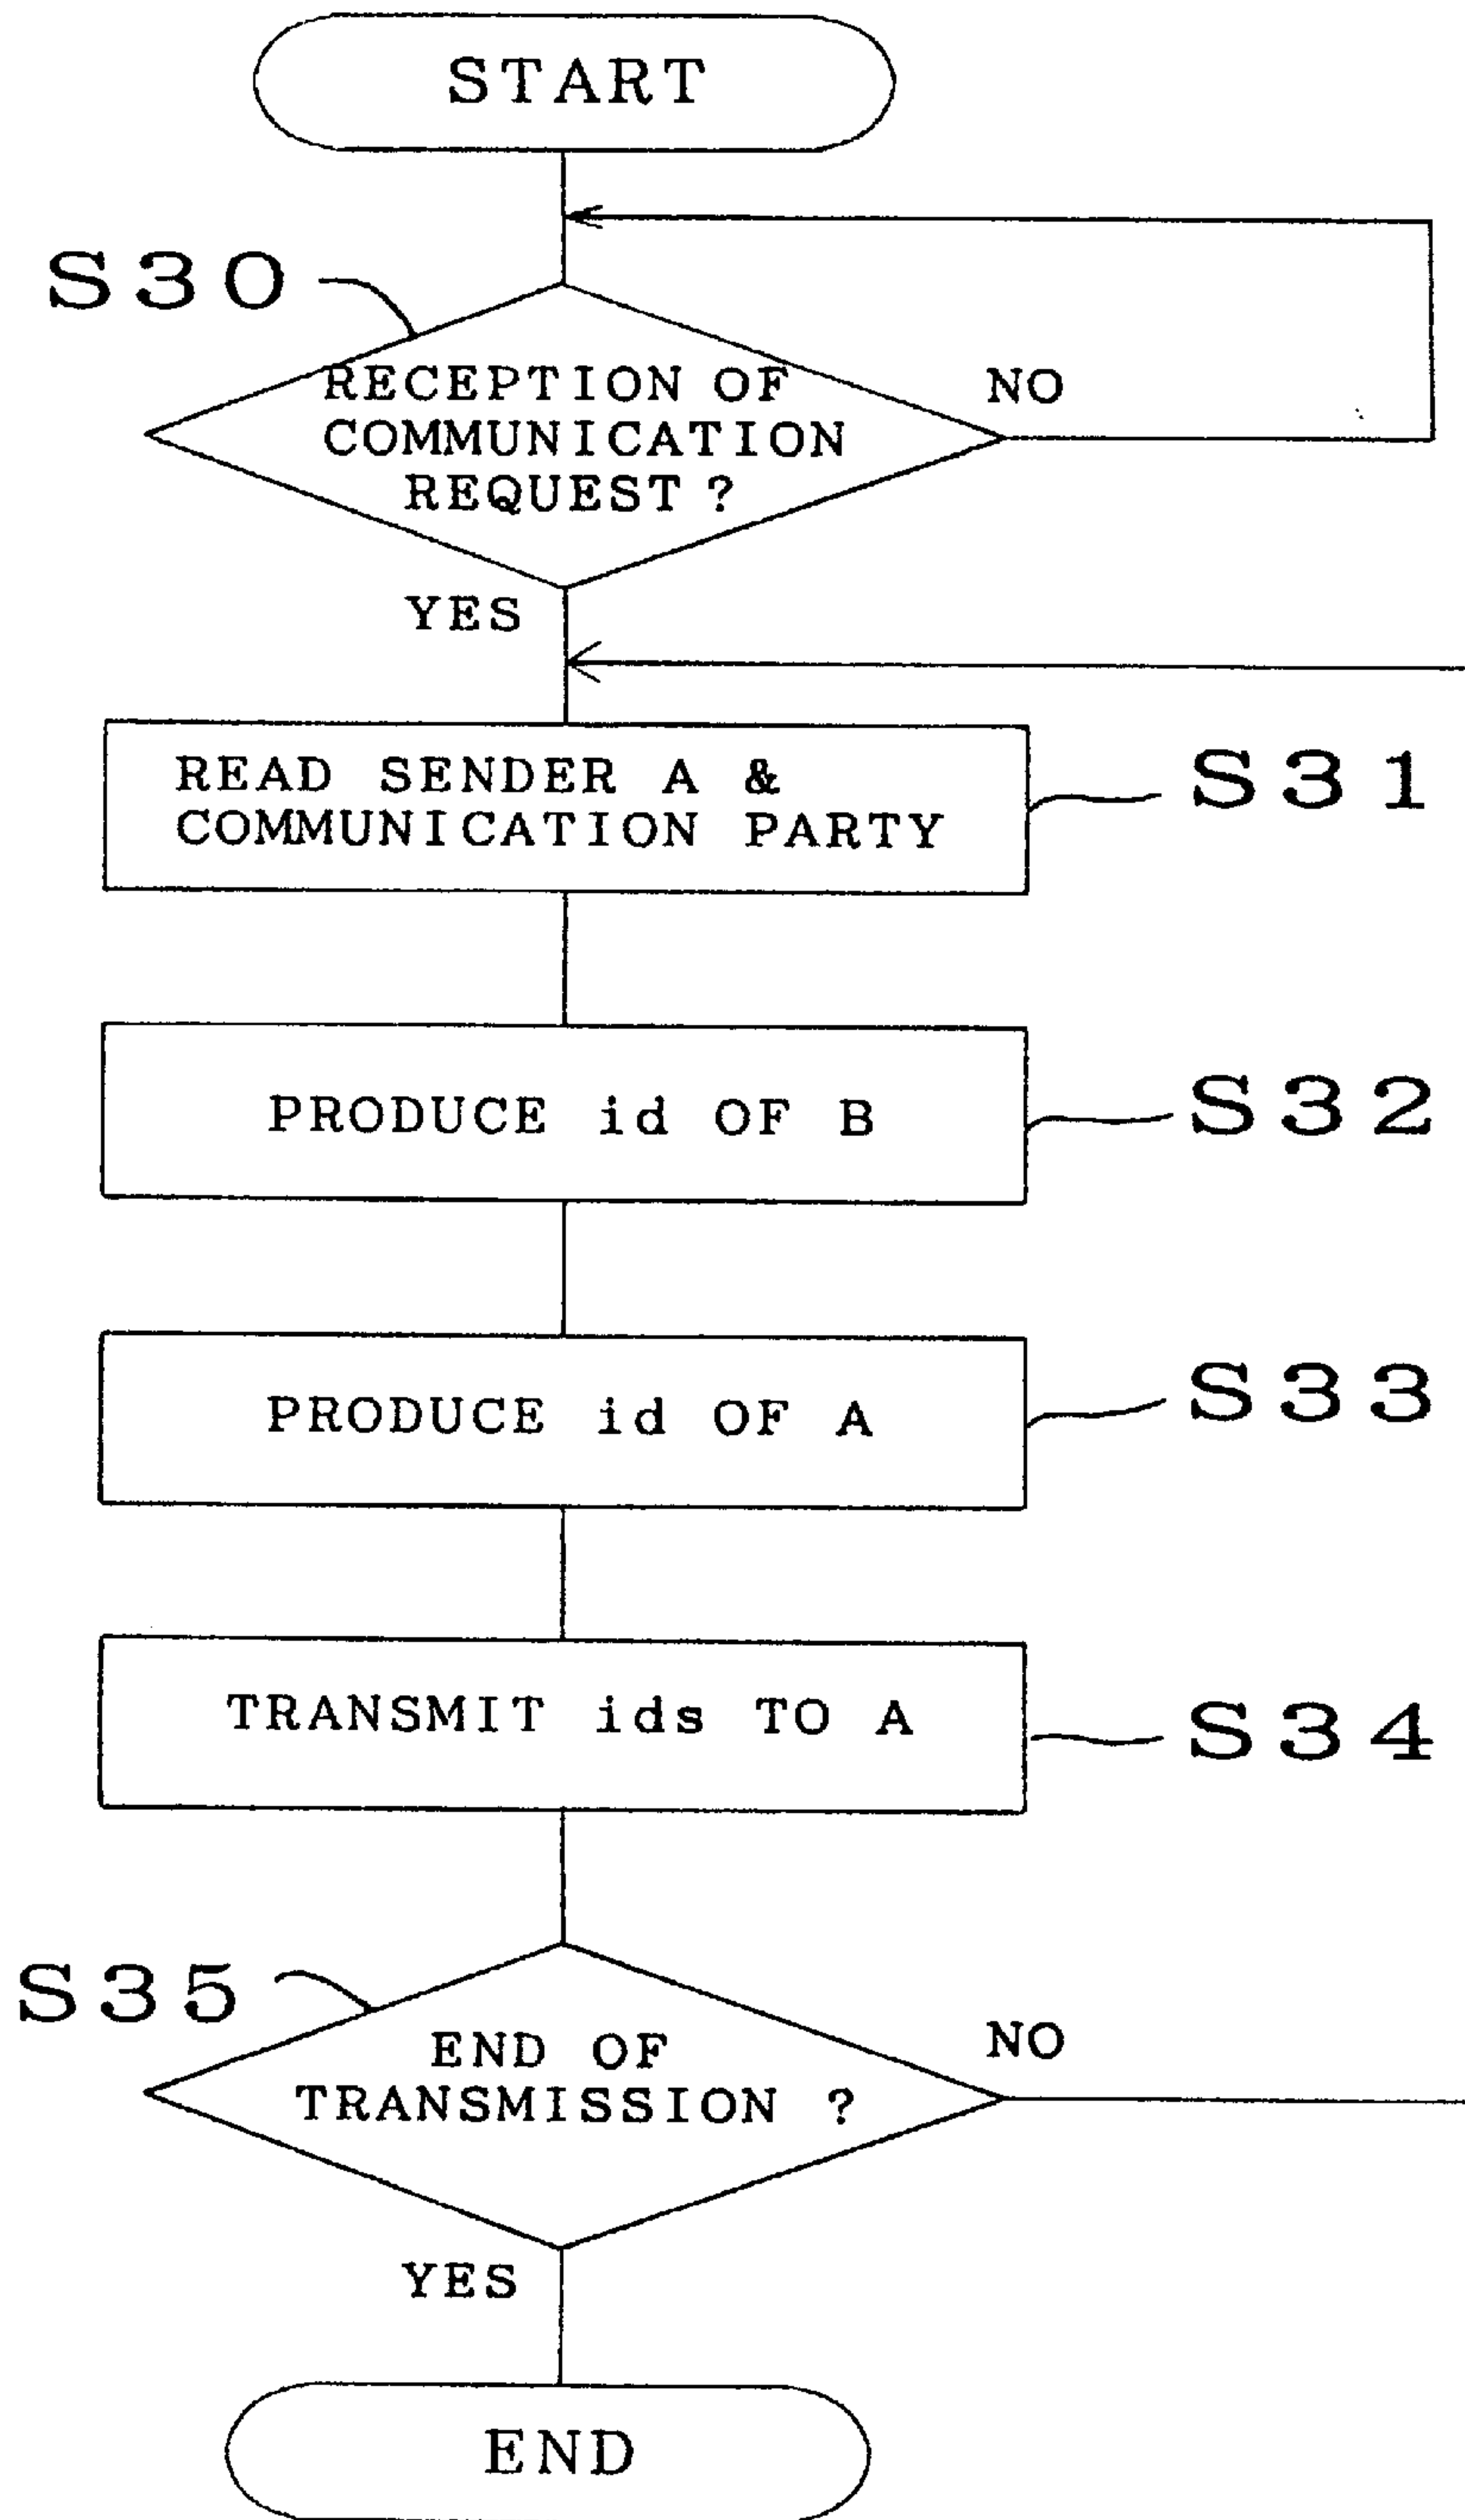 START
S30
RECEPTION OF
COMMUNICATION
REQUEST ?
NO
YES
READ SENDER A &
COMMUNICATION PARTY
S31
PRODUCE id OF B
S32
PRODUCE id OF A
S33
TRANSMIT ids TO A
S34
S35
END OF
TRANSMISSION ?
NO
YES
END